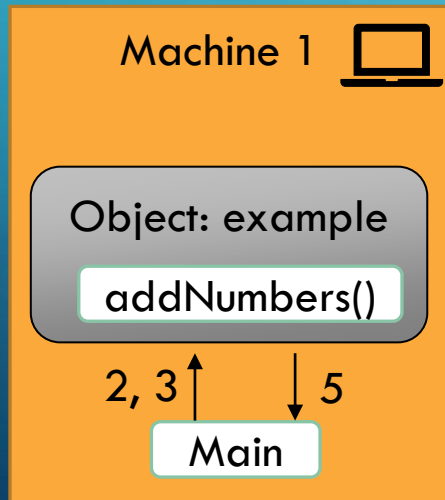 Machine 1
Object: example
addNumbers()
2, 3
5
Main